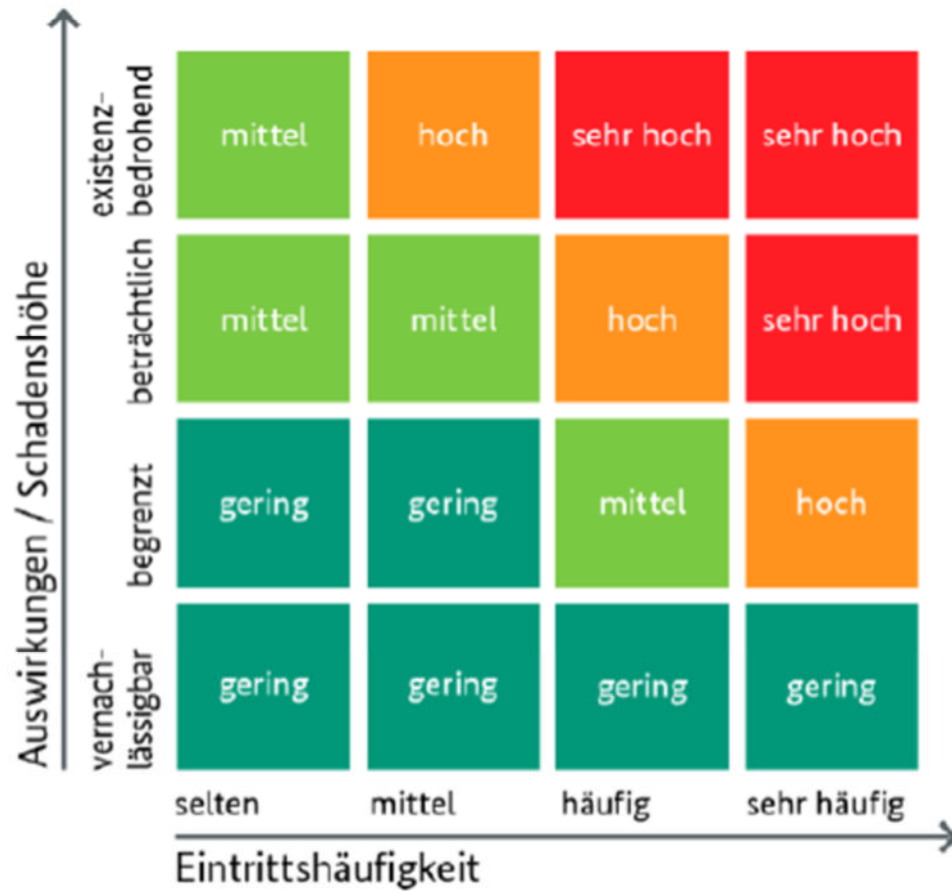 Auswirkungen / Schadenshöhe
existenz-
bedrohend
mittel hoch sehr hoch sehr hoch
beträchtlich
mittel mittel hoch sehr hoch
begrenzt
gering gering mittel hoch
vernach-
lässigbar
gering gering gering gering
selten mittel häufig sehr häufig
Eintrittshäufigkeit